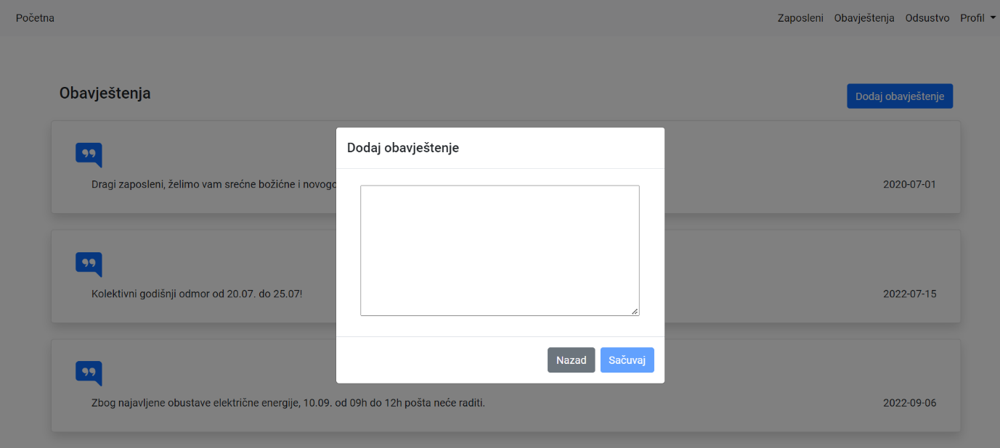 Početna
Zaposleni Obavještenja Odsustvo Profil
Obavještenja
Dodaj obavještenje
Dodaj obavještenje
Dragi zaposleni, želimo vam srećne božićne i
2020-07-01
Kolektivni godišnji odmor od 20.07. do 25.07!
2022-07-15
Nazad Sačuvaj
Zbog najavljene obustave električne energije, 10.09. od 09h do 12h pošta neće raditi.
2022-09-06